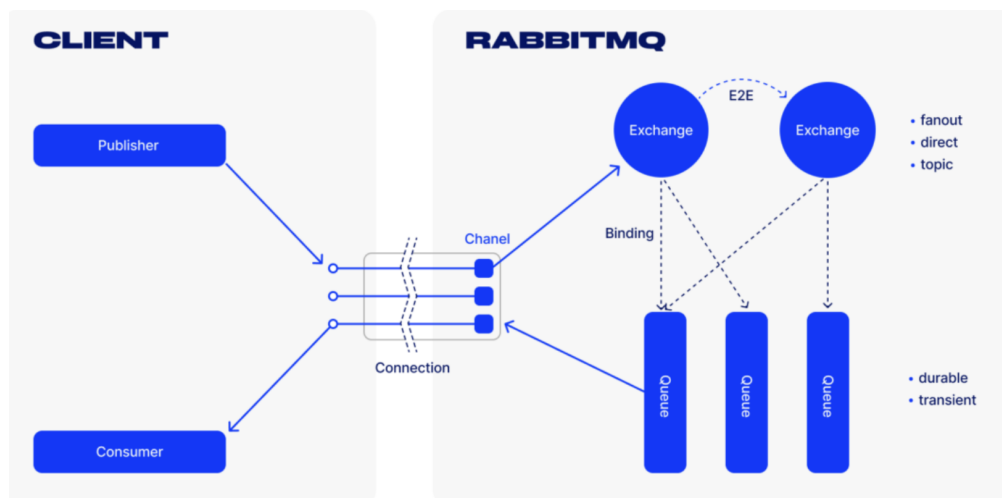 CLIENT
RABBITMQ
E2E
Publisher
Exchange
Exchange
• fanout
• direct
• topic
Binding
Chanel
Connection
Queue
Queue
Queue
• durable
• transient
Consumer